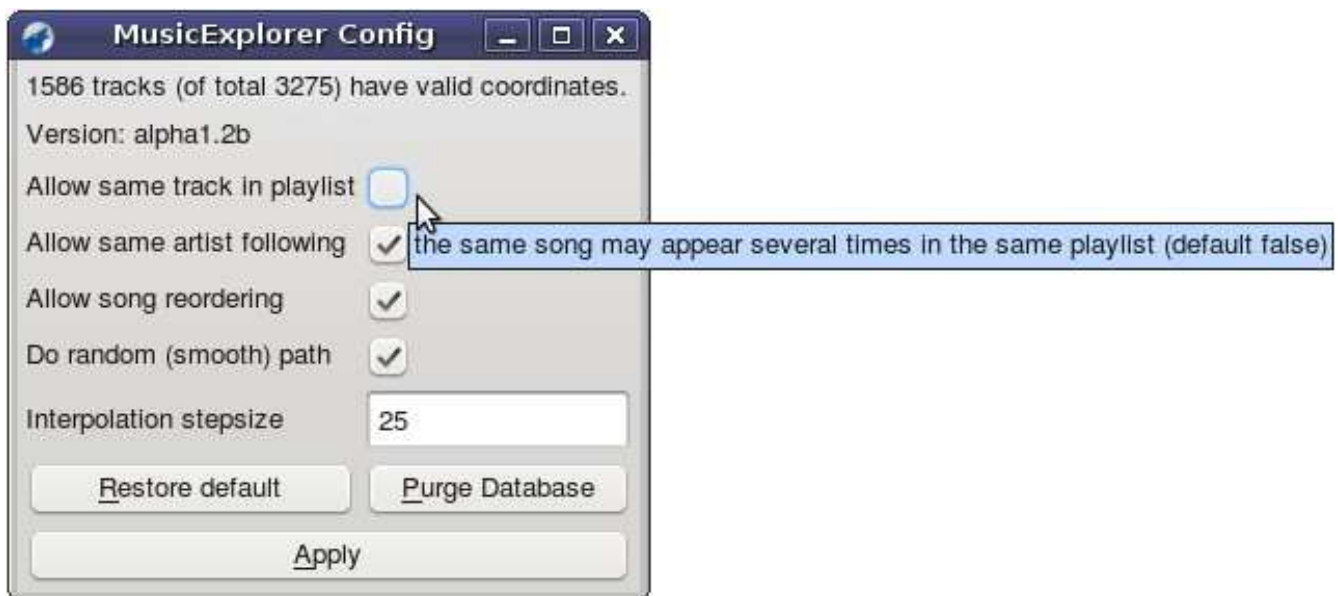 MusicExplorer Config
1586 tracks (of total 3275) have valid coordinates.
Version: alpha1.2b
Allow same track in playlist
Allow same artist following
the same song may appear several times in the same playlist (default false)
Allow song reordering
Do random (smooth) path
Interpolation stepsize 25
Restore default Purge Database
Apply